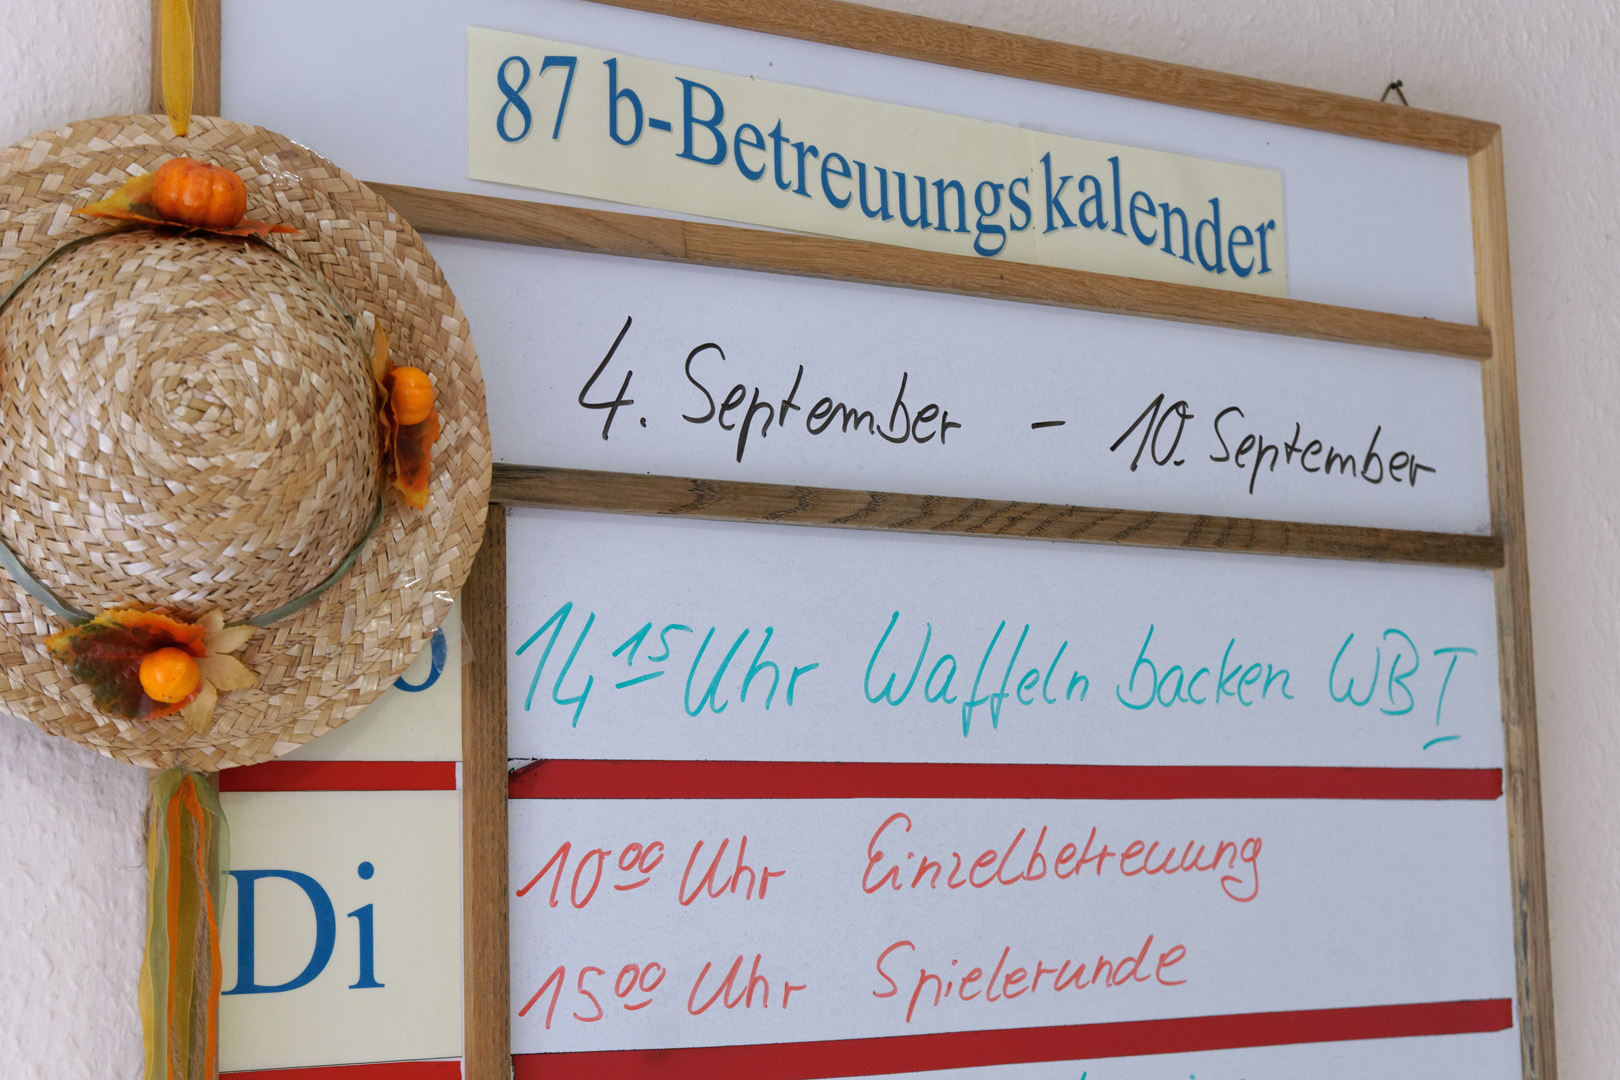 87 b-Betreuungskalender
4. September - 10. September
14 15 Uhr Waffeln backen WB I
Di
10 00 Uhr Einzelbetreuung
15 00 Uhr Spielerunde